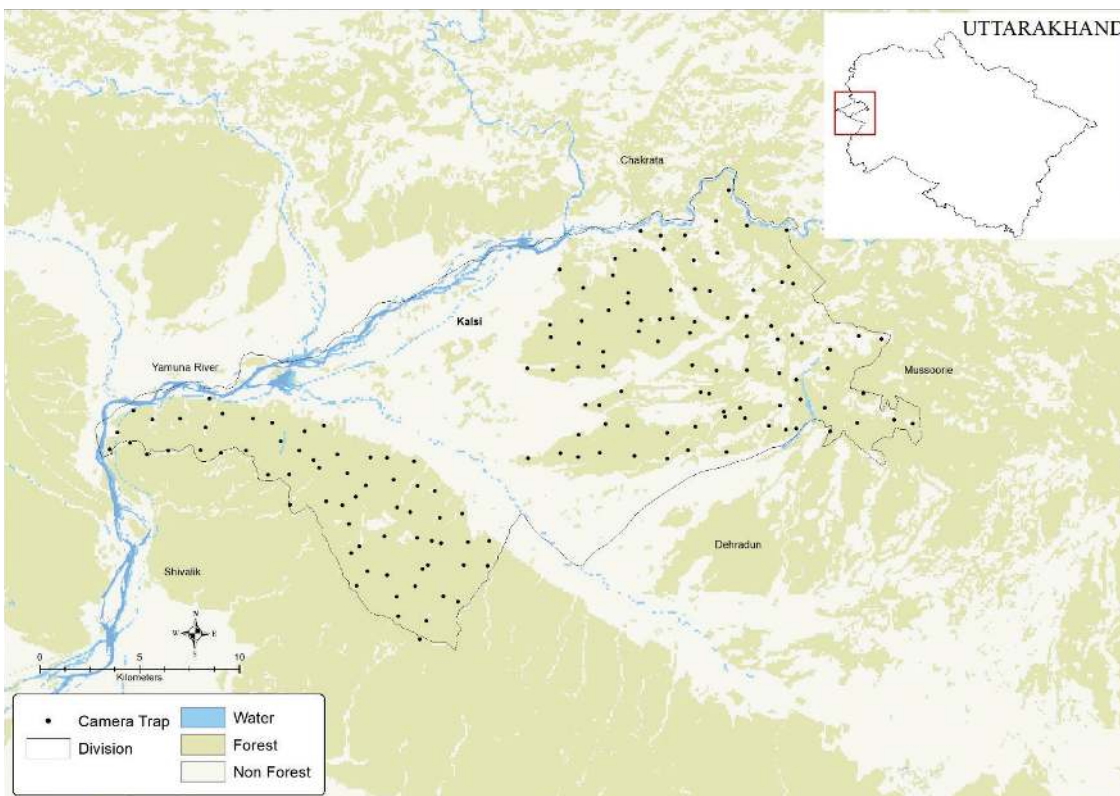 UTTARAKHAND
Chakrata
Kalsi
Yamuna River
Mussoorie
Dehradun
Shivalik
N
W E
S
0 5 10
Kilometers
Camera Trap
Division
Water
Forest
Non Forest